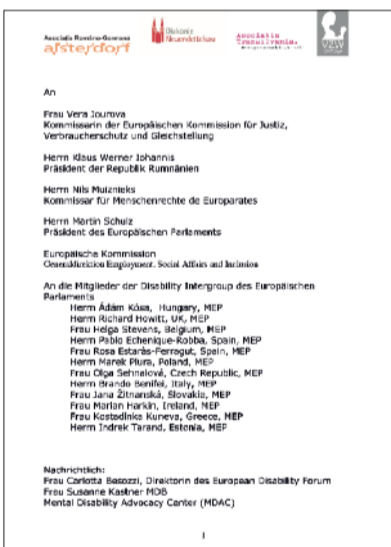 Asociatia Romino-Germana
alsterdorf
Diakonie
Neuendettelsau
Asociatia
Transilvania.
An
Frau Vera Jourova
Kommissarin der Europäischen Kommission für Justiz,
Verbraucherschutz und Gleichstellung
Herrn Klaus Werner Iohannis
Präsident der Republik Rumnänien
Herrn Nils Muiznieks
Kommissar für Menschenrechte de Europarates
Herrn Martin Schulz
Präsident des Europäischen Parlaments
Europäische Kommission
Generaldirektion Employment, Social Affairs and Inclusion
An die Mitglieder der Disability Intergroup des Europäischen
Parlaments
Herrn Ádám Kósa, Hungary, MEP
Herrn Richard Howitt, UK, MEP
Frau Helga Stevens, Belgium, MEP
Herrn Pablo Echenique-Robba, Spain, MEP
Frau Rosa Estaràs-Ferragut, Spain, MEP
Herrn Marek Plura, Poland, MEP
Frau Olga Sehnalová, Czech Republic, MEP
Herrn Brando Benifei, Italy, MEP
Frau Jana Žitnanská, Slovakia, MEP
Frau Marian Harkin, Ireland, MEP
Frau Kostadinka Kuneva, Greece, MEP
Herrn Indrek Tarand, Estonia, MEP
Nachrichtlich:
Frau Carlotta Besozzi, Direktorin des European Disability Forum
Frau Susanne Kastner MDB
Mental Disability Advocacy Center (MDAC)
1